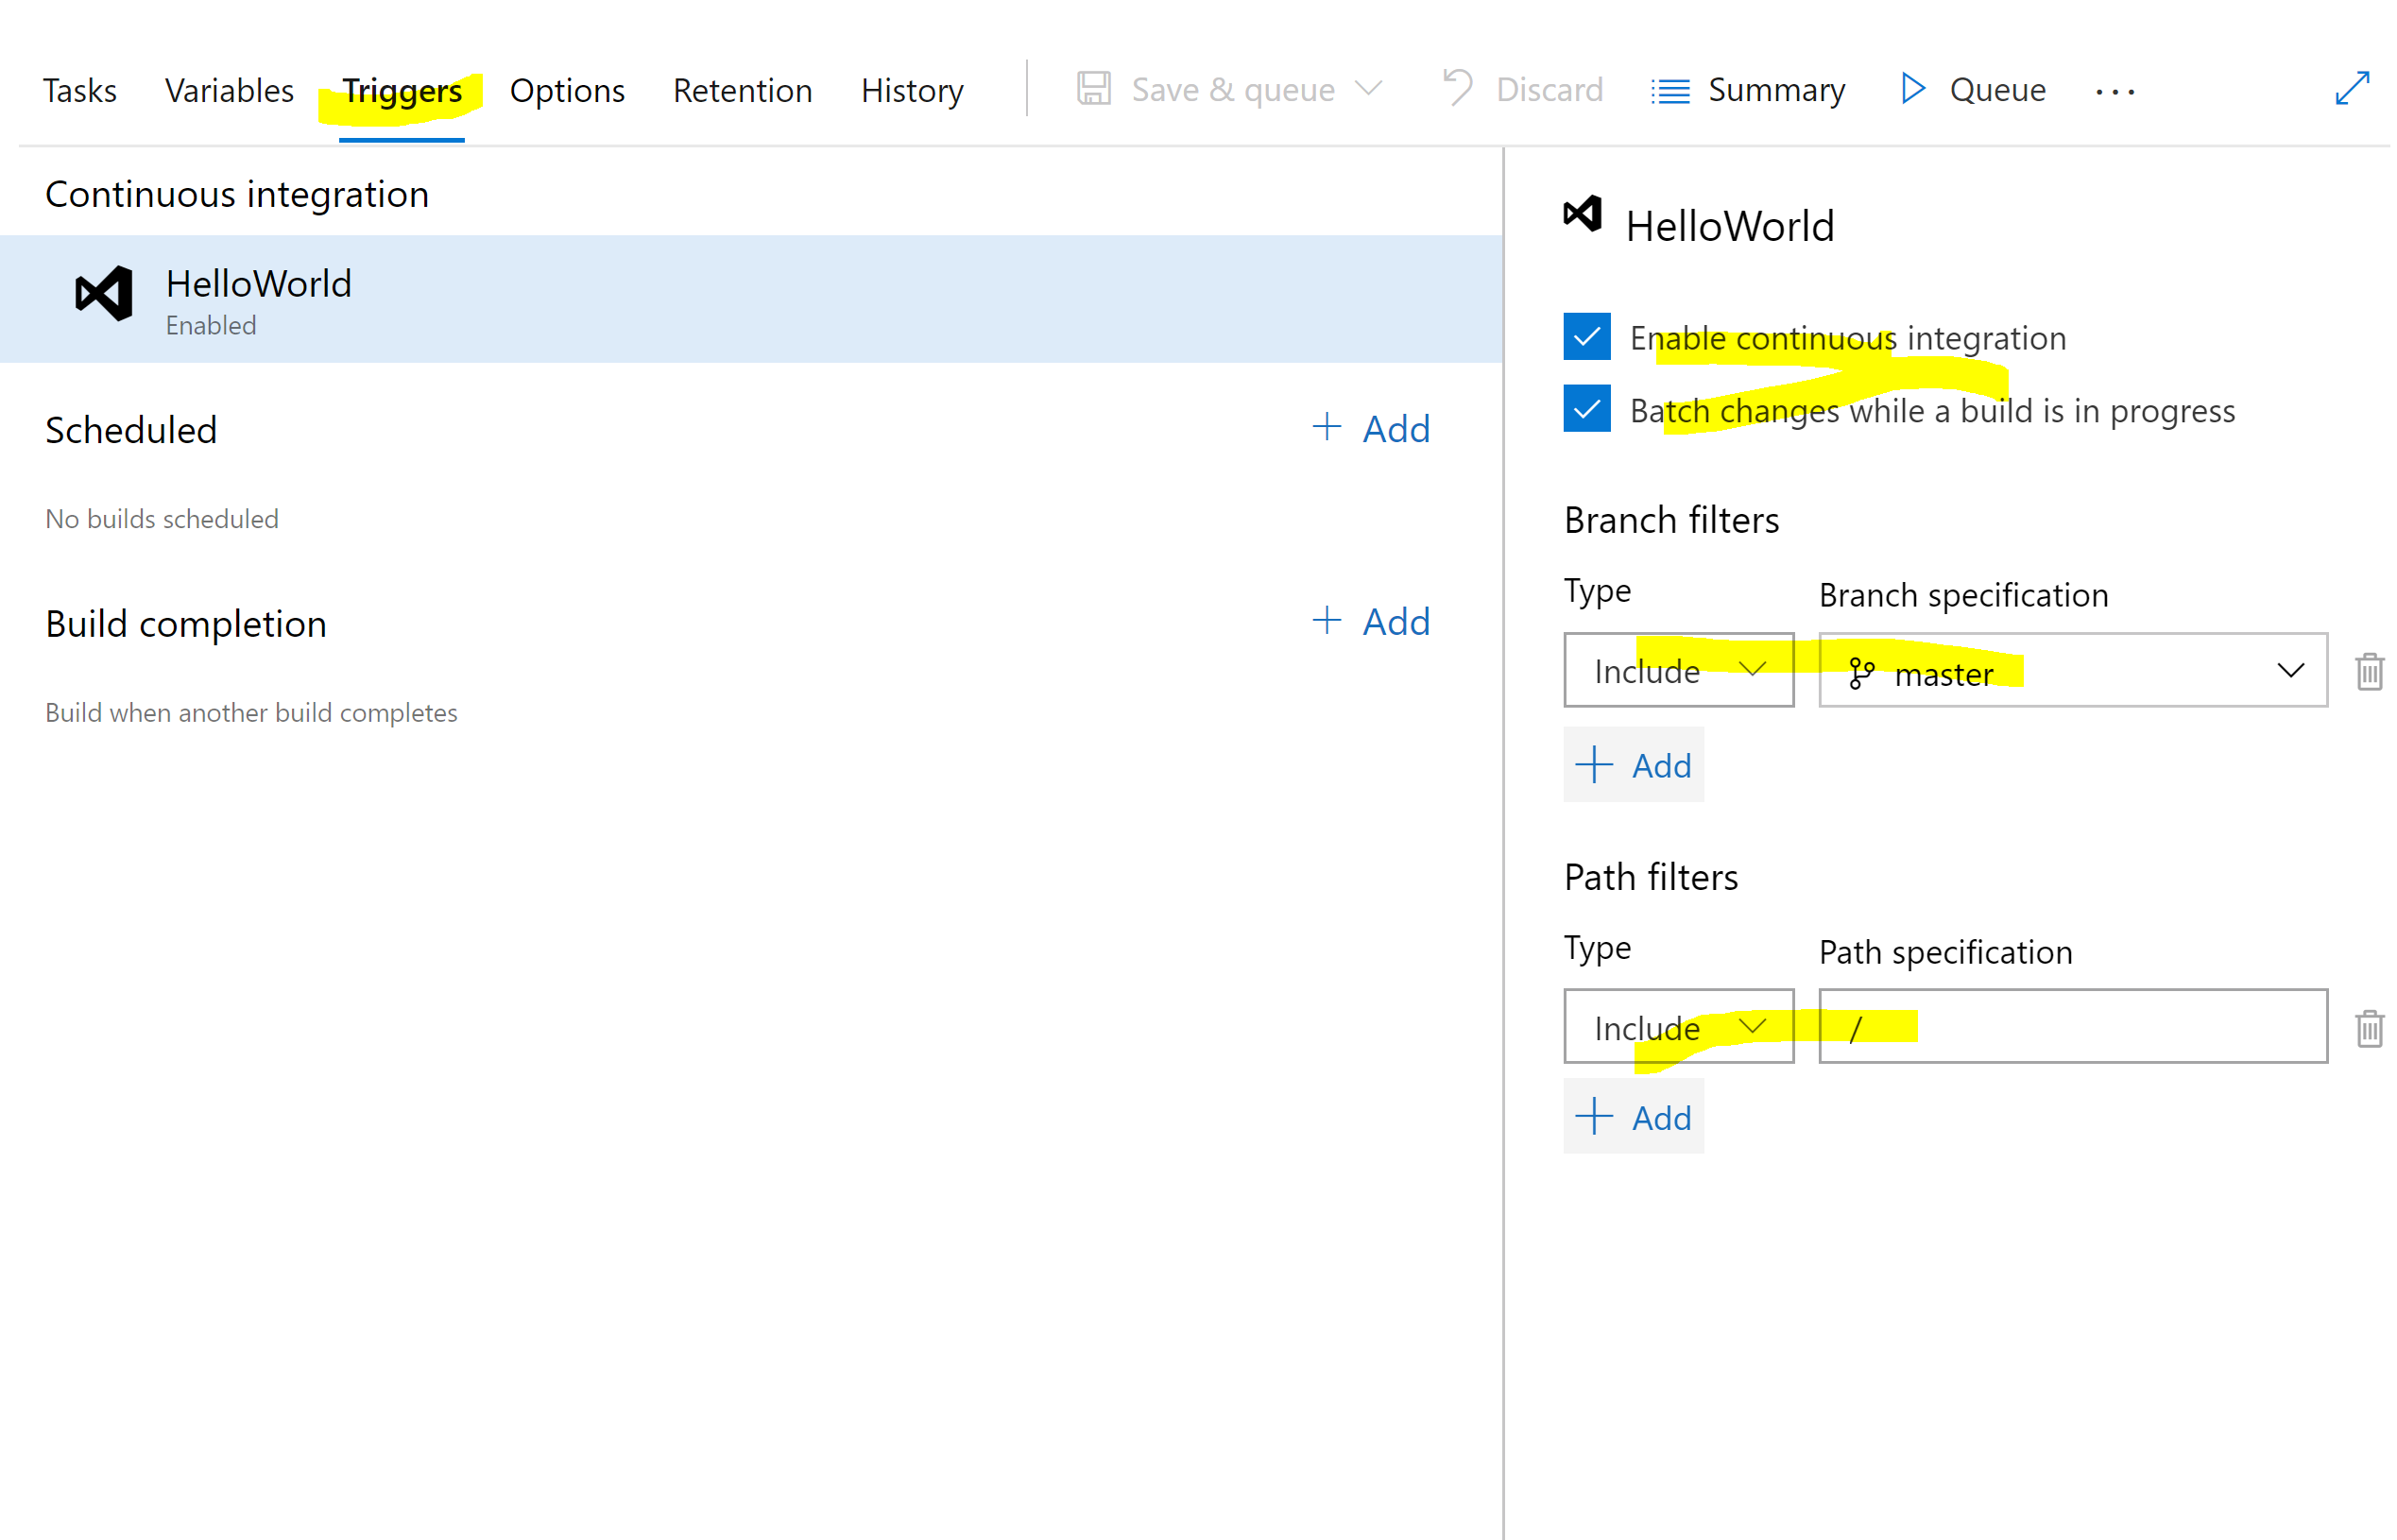 Tasks Variables Triggers Options Retention History Save & queue Discard Summary Queue ...
Continuous integration
HelloWorld
Enabled
Scheduled + Add
No builds scheduled
Build completion + Add
Build when another build completes
HelloWorld
Enable continuous integration
Batch changes while a build is in progress
Branch filters
Type Branch specification
Include master
+ Add
Path filters
Type Path specification
Include /
+ Add